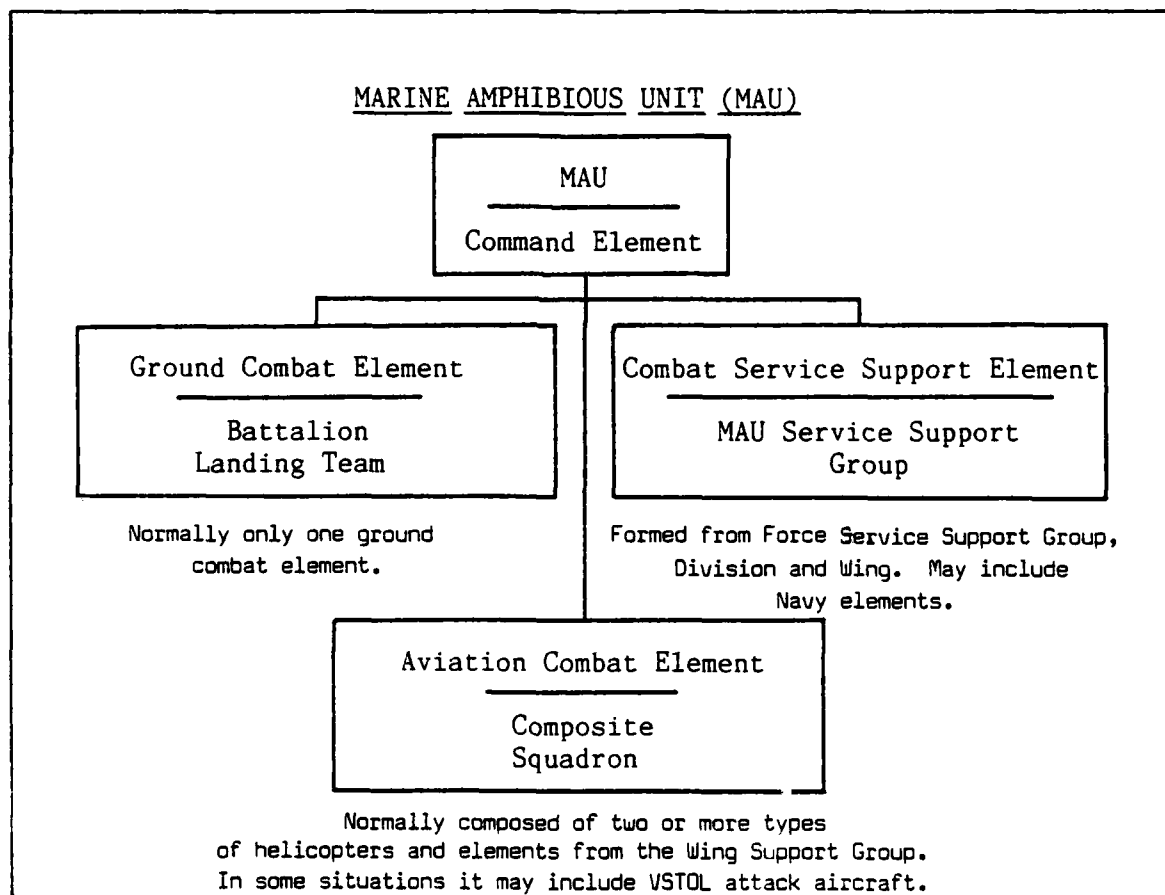 MARINE AMPHIBIOUS UNIT (MAU)
MAU
Command Element
Ground Combat Element
Battalion
Landing Team
Normally only one ground
combat element.
Combat Service Support Element
MAU Service Support
Group
Formed from Force Service Support Group,
Division and Wing. May include
Navy elements.
Aviation Combat Element
Composite
Squadron
Normally composed of two or more types
of helicopters and elements from the Wing Support Group.
In some situations it may include VSTOL attack aircraft.